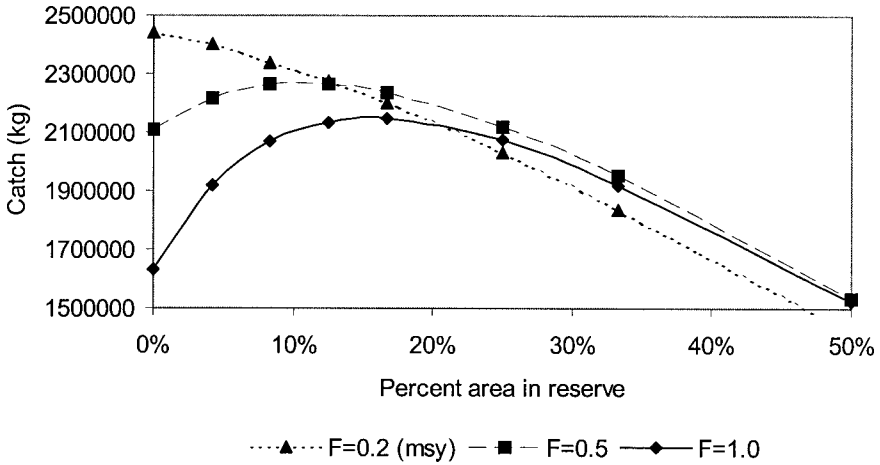 2500000
2300000
2100000
1900000
1700000
1500000
Catch (kg)
0% 10% 20% 30% 40% 50%
Percent area in reserve
F=0.2 (msy) F=0.5 F=1.0